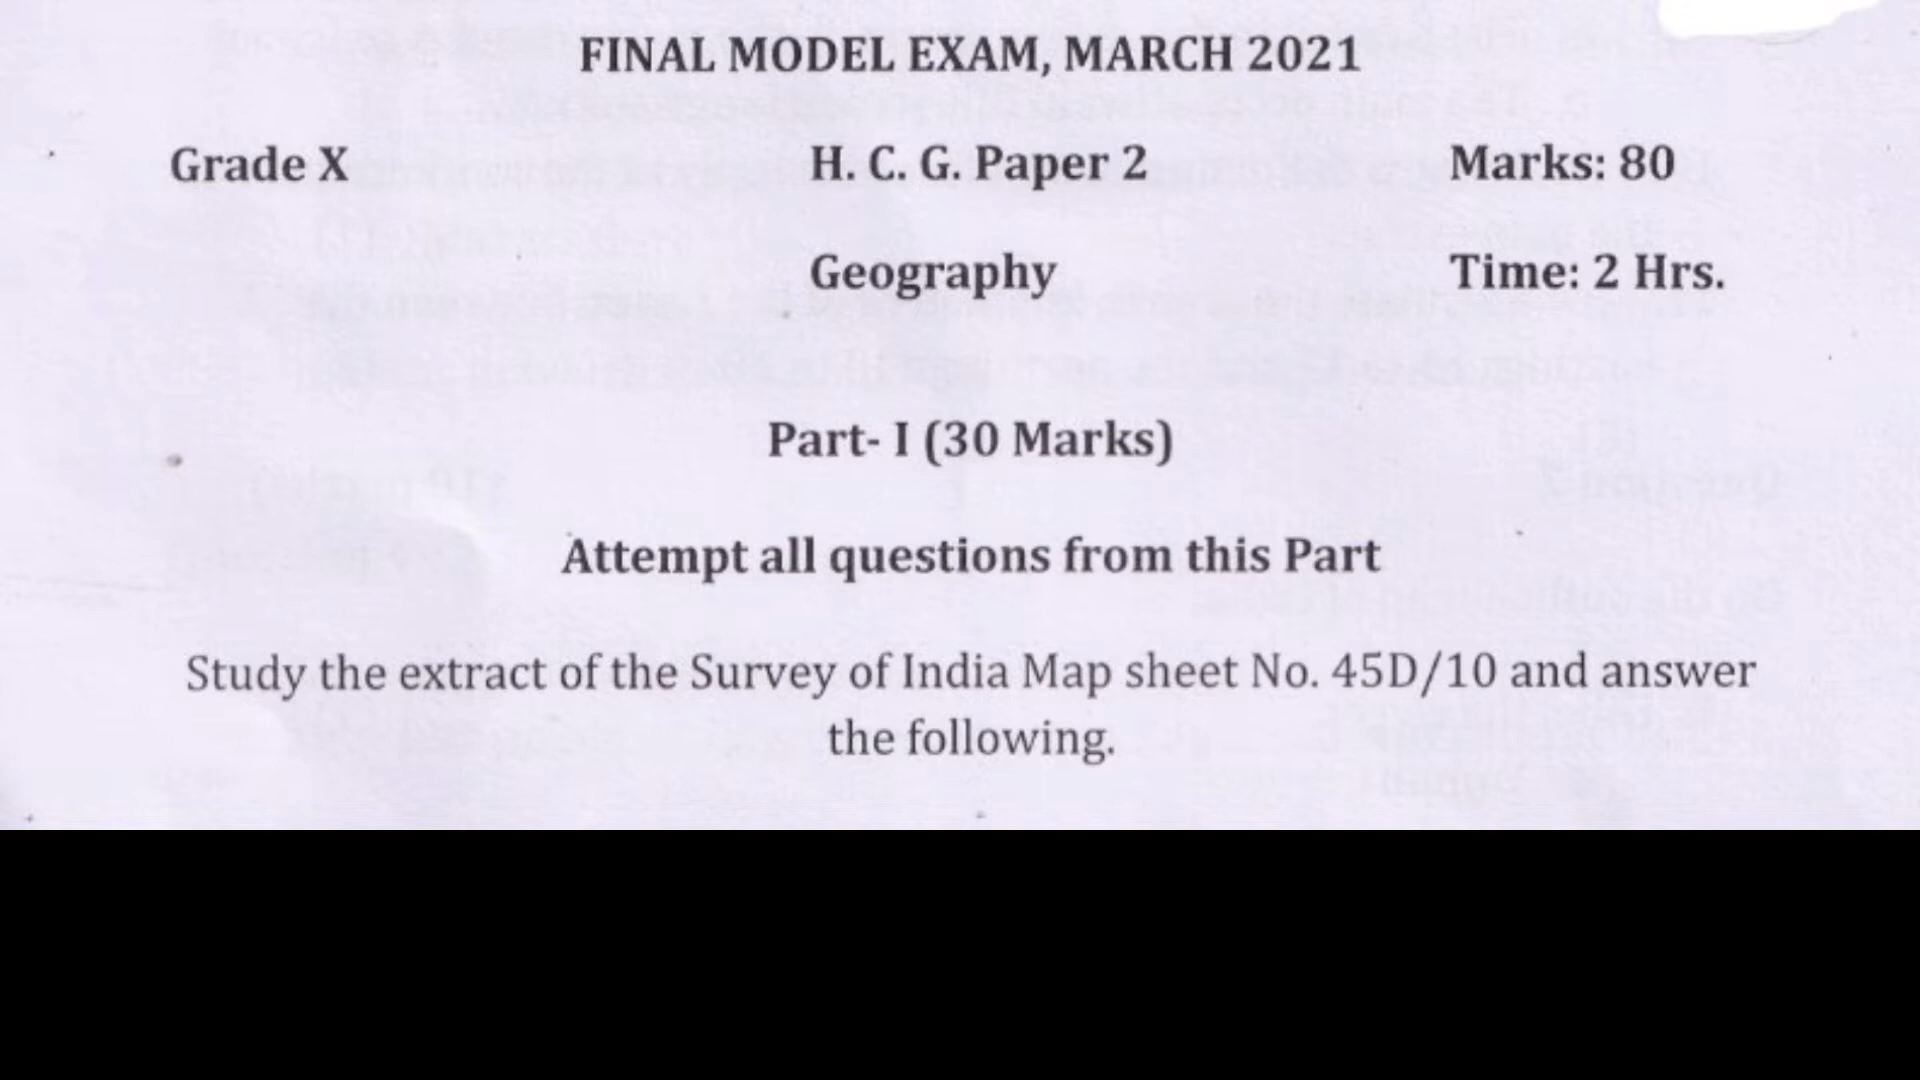 FINAL MODEL EXAM, MARCH 2021
Grade X H. C. G. Paper 2 Marks: 80
Geography Time: 2 Hrs.
Part- I (30 Marks)
Attempt all questions from this Part
Study the extract of the Survey of India Map sheet No. 45D/10 and answer
the following.